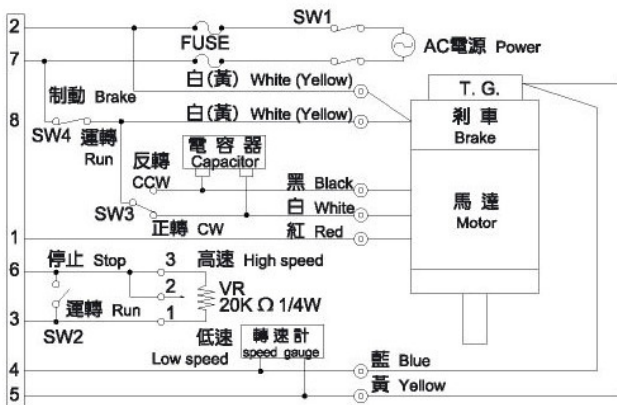 2
FUSE
SW1
AC電源 Power
7
白(黃) White (Yellow)
T. G.
制動 Brake
8
白(黃) White (Yellow)
剎車
Brake
SW4
運轉
Run
電容器
Capacitor
反轉
CCW
黑 Black
馬達
Motor
SW3
白 White
正轉 CW
1
紅 Red
停止 Stop
3
高速 High speed
6
2
VR
20K Ω 1/4W
運轉 Run
3
1
SW2
低速
Low speed
轉速計
speed gauge
4
藍 Blue
5
黃 Yellow